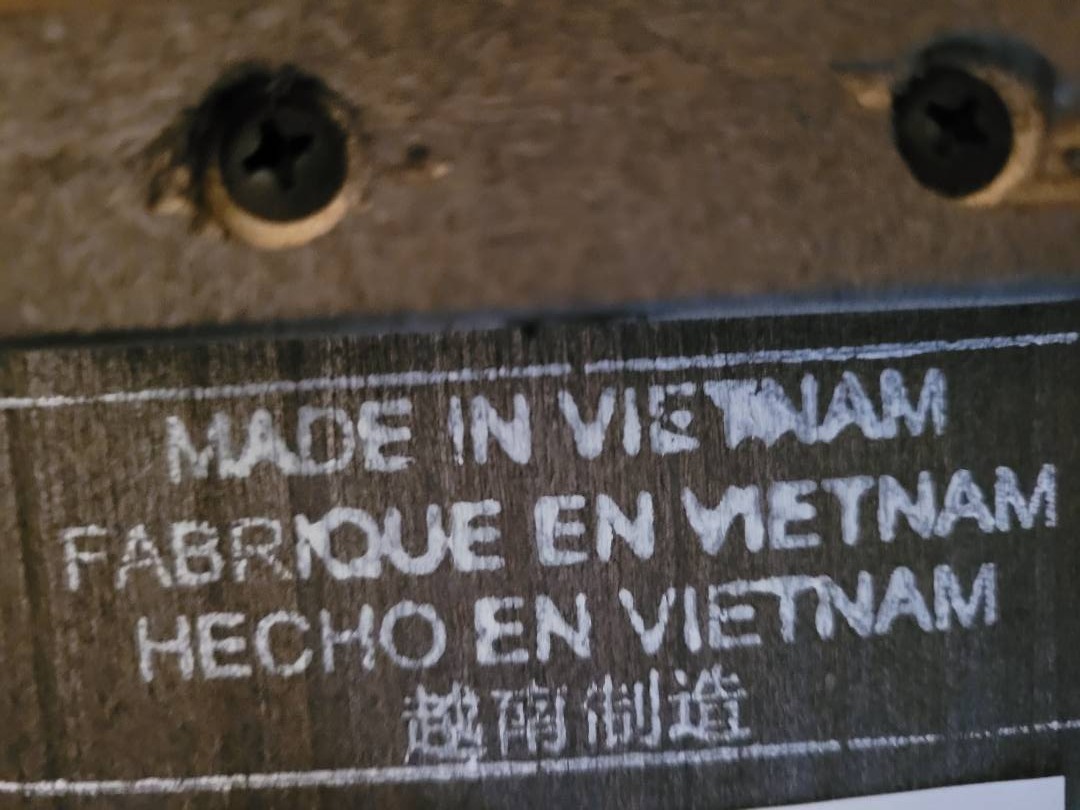 MADE IN VIETNAM
FABRIQUE EN VIETNAM
HECHO EN VIETNAM
越南制造